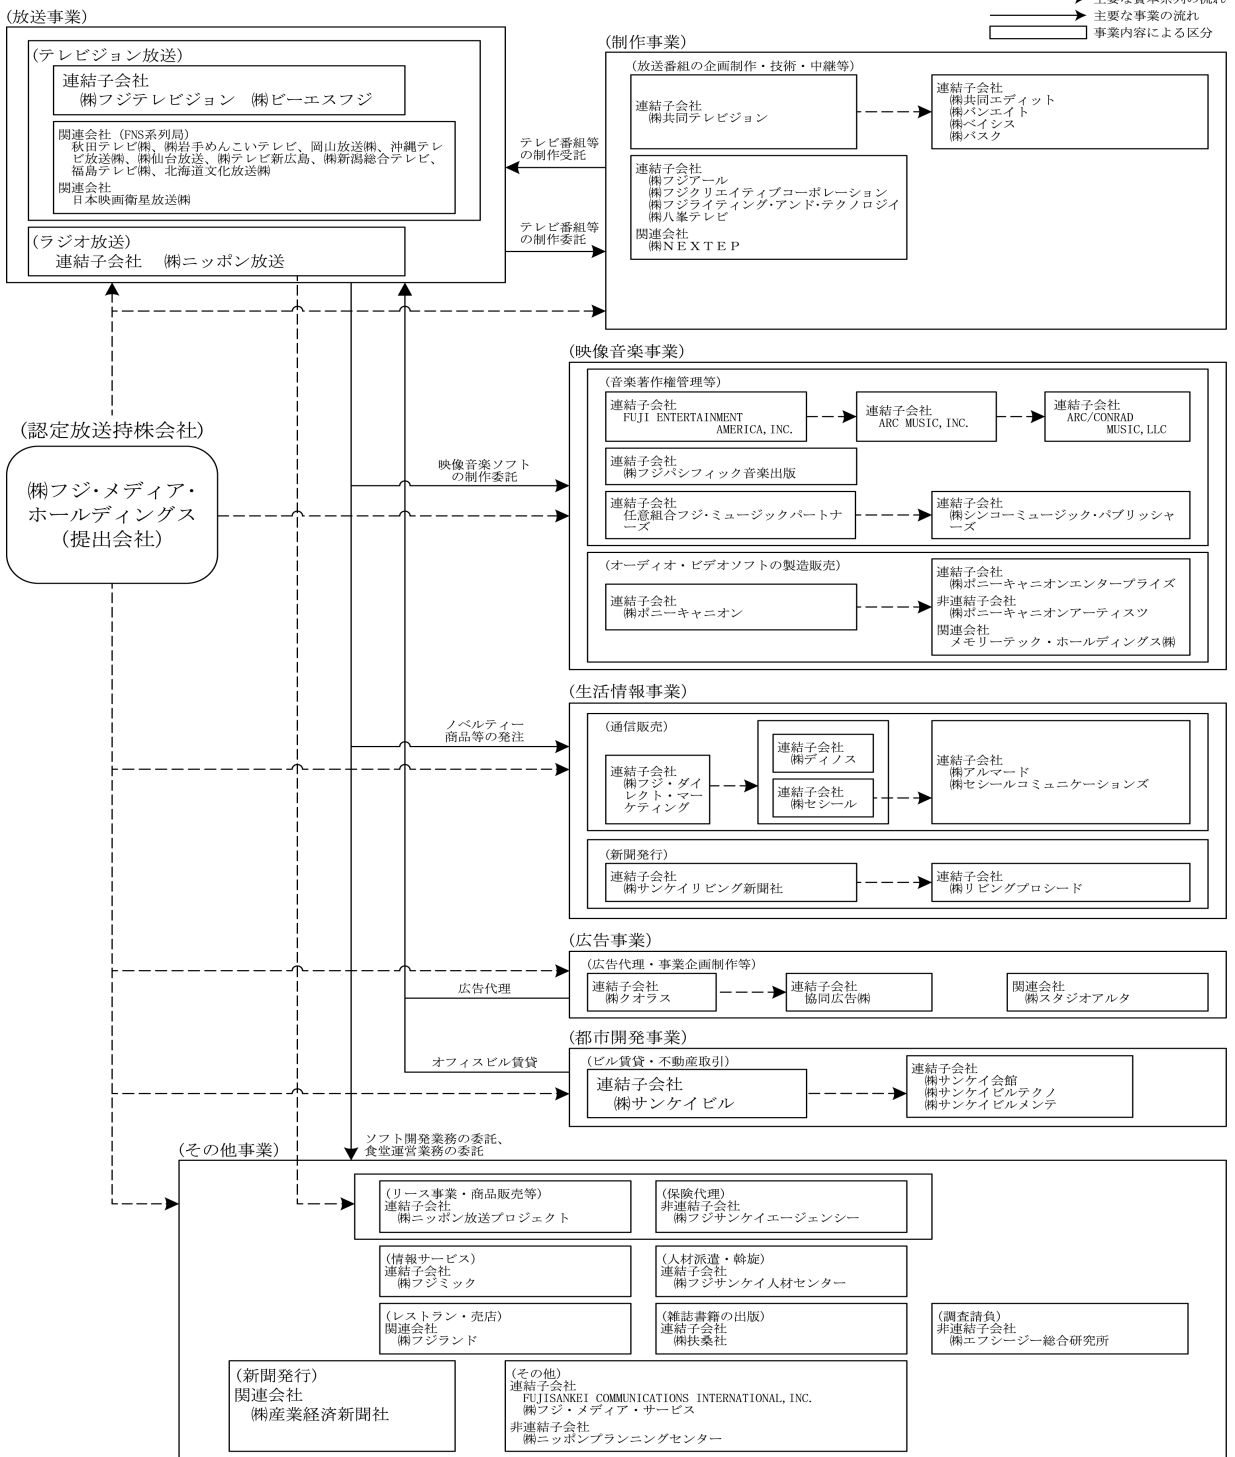 主要な資本系列の流れ
主要な事業の流れ
事業内容による区分
(放送事業)
(テレビジョン放送)
連結子会社
㈱フジテレビジョン ㈱ビーエスフジ
関連会社 (FNS系列局)
秋田テレビ㈱、㈱岩手めんこいテレビ、岡山放送㈱、沖縄テレ
ビ放送㈱、㈱仙台放送、㈱テレビ新広島、㈱新潟総合テレビ、
福島テレビ㈱、北海道文化放送㈱
関連会社
日本映画衛星放送㈱
(ラジオ放送)
連結子会社 ㈱ニッポン放送
テレビ番組等
の制作受託
テレビ番組等
の制作委託
(制作事業)
(放送番組の企画制作・技術・中継等)
連結子会社
㈱共同テレビジョン
連結子会社
㈱共同エディット
㈱バンエイト
㈱ベイシス
㈱バスク
連結子会社
㈱フジアール
㈱フジクリエイティブコーポレーション
㈱フジライティング・アンド・テクノロジイ
㈱八峯テレビ
関連会社
㈱NEXTEP
(認定放送持株会社)
㈱フジ・メディア・
ホールディングス
(提出会社)
映像音楽ソフト
の制作委託
(映像音楽事業)
(音楽著作権管理等)
連結子会社
FUJI ENTERTAINMENT
AMERICA, INC.
連結子会社
ARC MUSIC, INC.
連結子会社
ARC/CONRAD
MUSIC, LLC
連結子会社
㈱フジパシフィック音楽出版
連結子会社
任意組合フジ・ミュージックパートナ
ーズ
連結子会社
㈱シンコーミュージック・パブリッシャ
ーズ
(オーディオ・ビデオソフトの製造販売)
連結子会社
㈱ポニーキャニオン
連結子会社
㈱ポニーキャニオンエンタープライズ
非連結子会社
㈱ポニーキャニオンアーティスツ
関連会社
メモリーテック・ホールディングス㈱
ノベルティー
商品等の発注
(生活情報事業)
(通信販売)
連結子会社
㈱フジ・ダイ
レクト・マー
ケティング
連結子会社
㈱ディノス
連結子会社
㈱セシール
連結子会社
㈱アルマード
㈱セシールコミュニケーションズ
(新聞発行)
連結子会社
㈱サンケイリビング新聞社
連結子会社
㈱リビングプロシード
(広告事業)
(広告代理・事業企画制作等)
広告代理
連結子会社
㈱クオラス
連結子会社
協同広告㈱
関連会社
㈱スタジオアルタ
(都市開発事業)
(ビル賃貸・不動産取引)
オフィスビル賃貸
連結子会社
㈱サンケイビル
連結子会社
㈱サンケイ会館
㈱サンケイビルテクノ
㈱サンケイビルメンテ
ソフト開発業務の委託、
食堂運営業務の委託
(その他事業)
(リース事業・商品販売等)
連結子会社
㈱ニッポン放送プロジェクト
(保険代理)
非連結子会社
㈱フジサンケイエージェンシー
(情報サービス)
連結子会社
㈱フジミック
(人材派遣・斡旋)
連結子会社
㈱フジサンケイ人材センター
(レストラン・売店)
関連会社
㈱フジランド
(雑誌書籍の出版)
連結子会社
㈱扶桑社
(調査請負)
非連結子会社
㈱エフシージー総合研究所
(新聞発行)
関連会社
㈱産業経済新聞社
(その他)
連結子会社
FUJISANKEI COMMUNICATIONS INTERNATIONAL, INC.
㈱フジ・メディア・サービス
非連結子会社
㈱ニッポンプランニングセンター